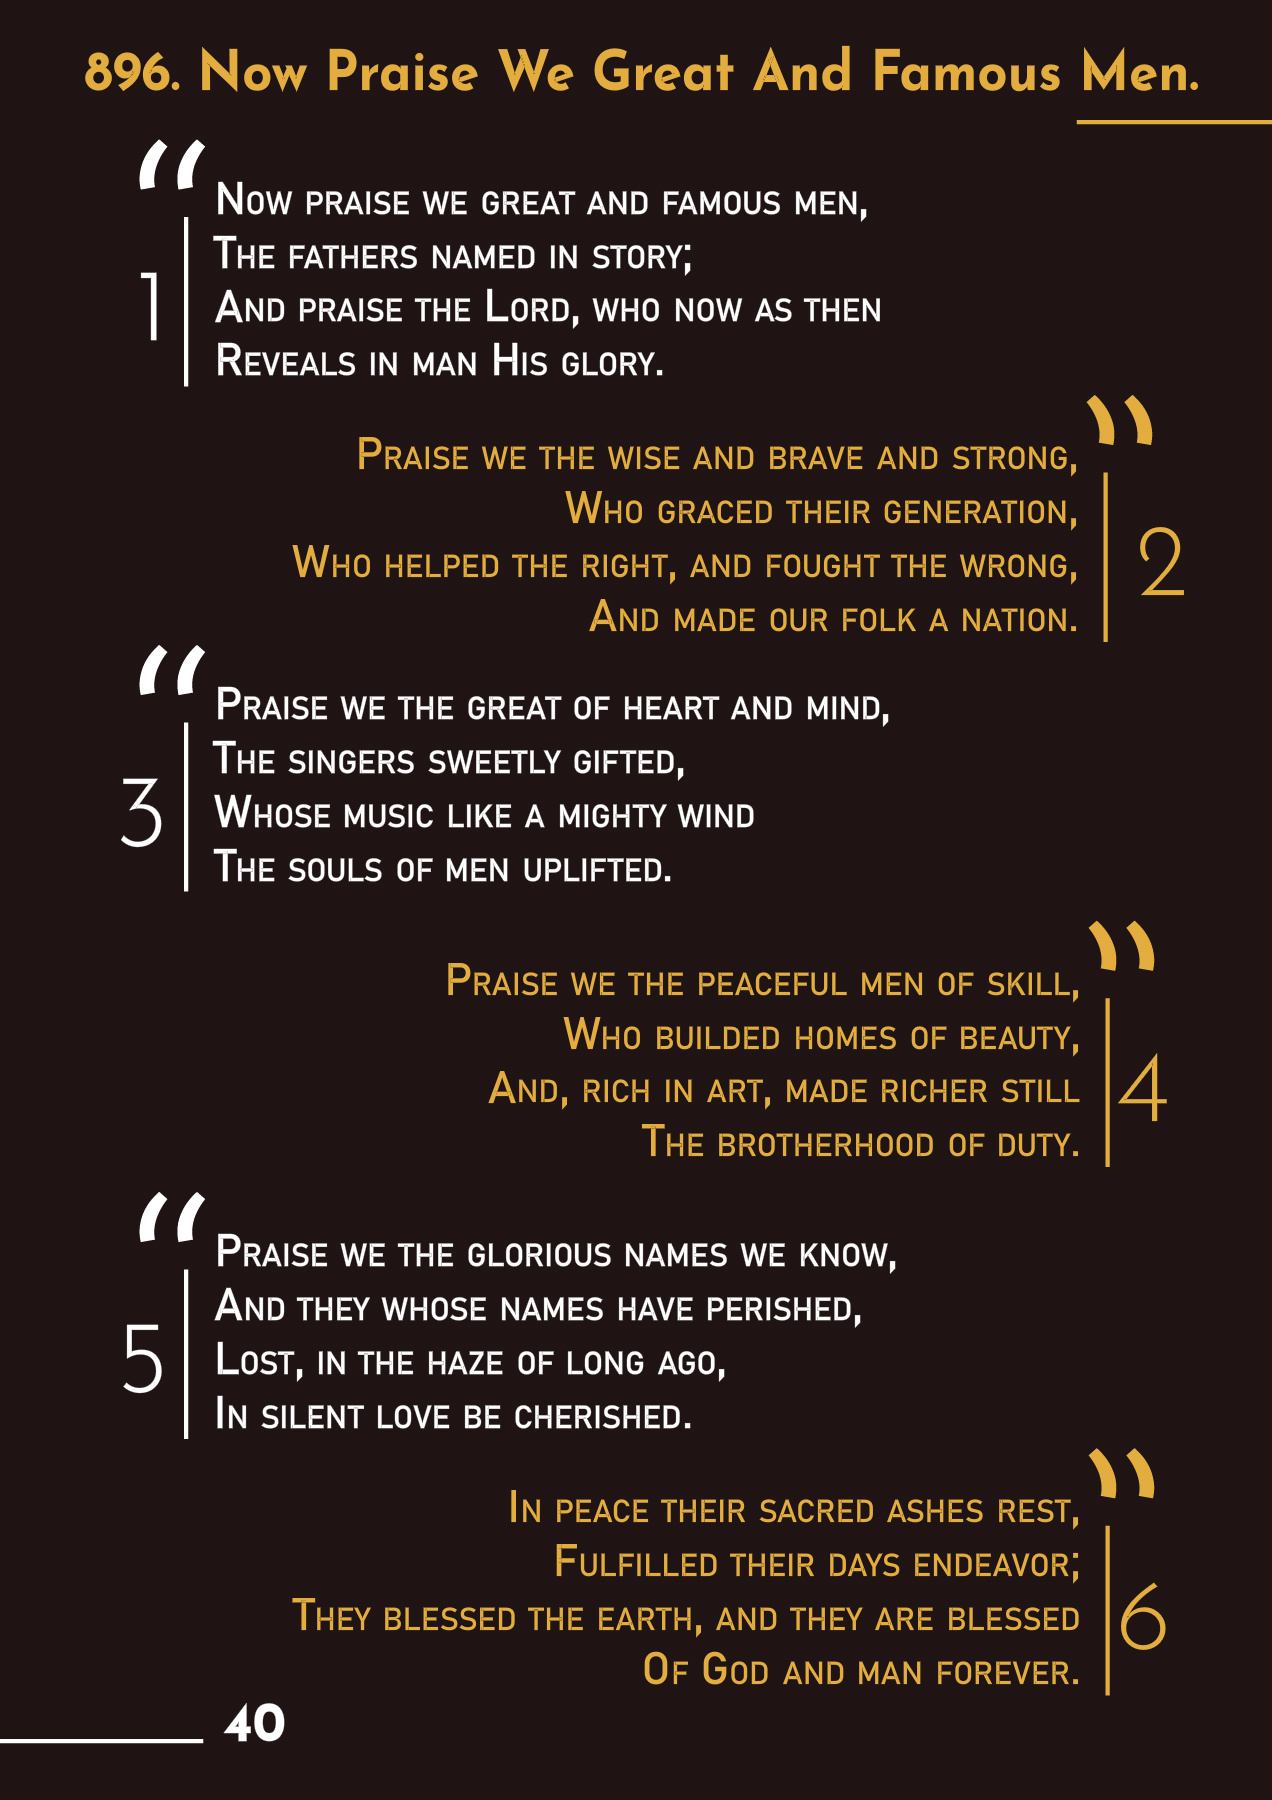 896. Now Praise We Great And Famous Men.
“
1
Now praise we great and famous men,
The fathers named in story;
And praise the Lord, who now as then
Reveals in man His glory.
”
2
Praise we the wise and brave and strong,
Who graced their generation,
Who helped the right, and fought the wrong,
And made our folk a nation.
“
3
Praise we the great of heart and mind,
The singers sweetly gifted,
Whose music like a mighty wind
The souls of men uplifted.
”
4
Praise we the peaceful men of skill,
Who builded homes of beauty,
And, rich in art, made richer still
The brotherhood of duty.
“
5
Praise we the glorious names we know,
And they whose names have perished,
Lost, in the haze of long ago,
In silent love be cherished.
”
6
In peace their sacred ashes rest,
Fulfilled their days endeavor;
They blessed the earth, and they are blessed
Of God and man forever.
40